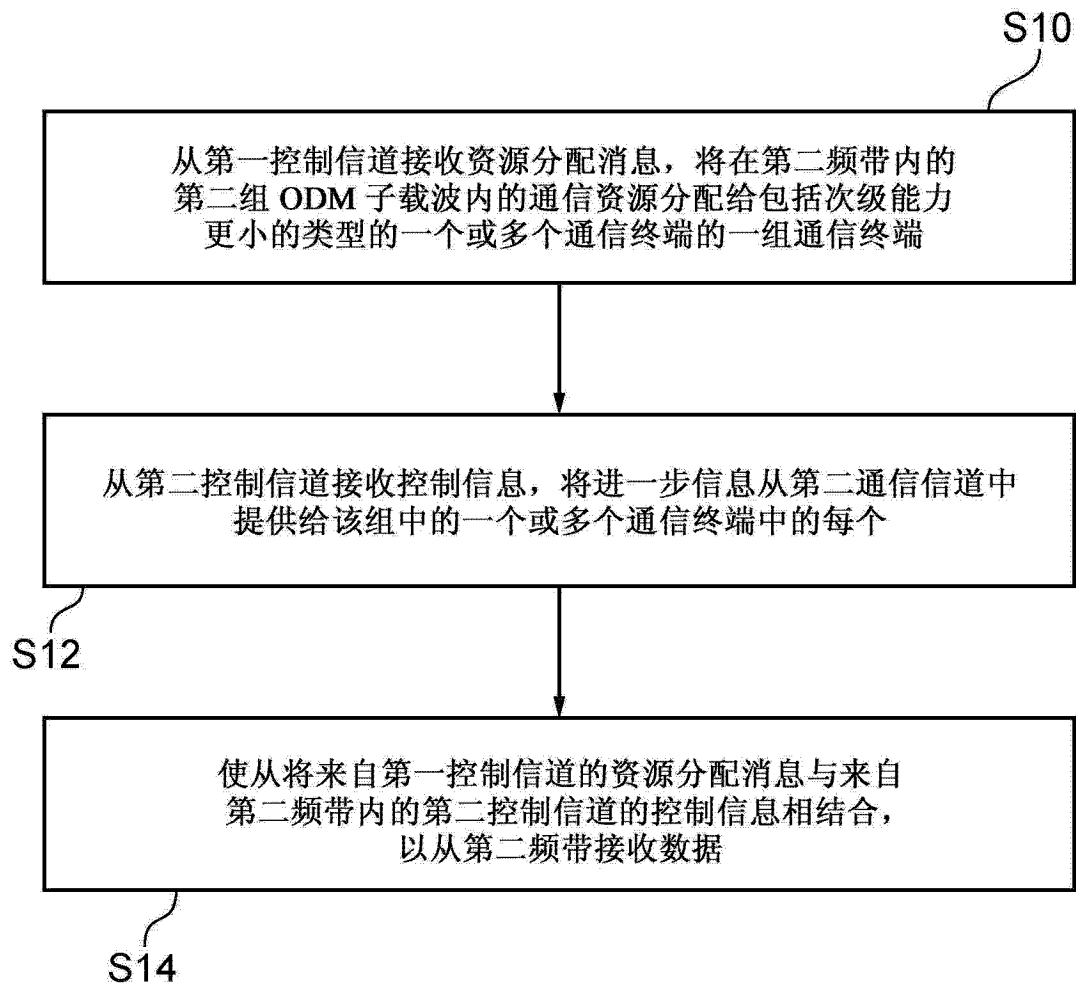 S10
从第一控制信道接收资源分配消息，将在第二频带内的
第二组 ODM 子载波内的通信资源分配给包括次级能力
更小的类型的一个或多个通信终端的一组通信终端
从第二控制信道接收控制信息，将进一步信息从第二通信信道中
提供给该组中的一个或多个通信终端中的每个
S12
使从将来自第一控制信道的资源分配消息与来自
第二频带内的第二控制信道的控制信息相结合，
以从第二频带接收数据
S14